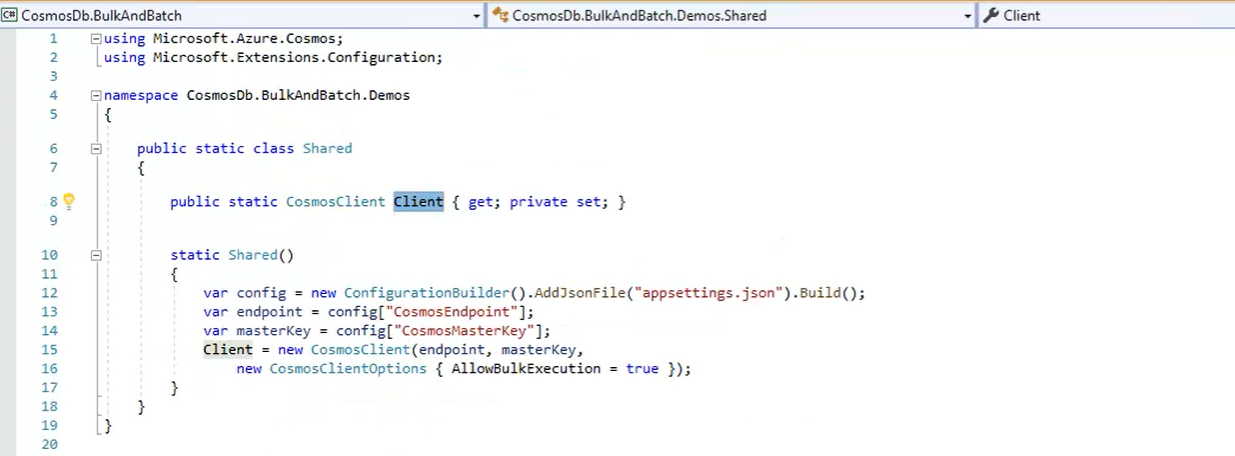 C# CosmosDb.BulkAndBatch CosmosDb.BulkAndBatch.Demos.Shared Client
1 using Microsoft.Azure.Cosmos;
2 using Microsoft.Extensions.Configuration;
3
4 namespace CosmosDb.BulkAndBatch.Demos
5 {
6 public static class Shared
7 {
8 public static CosmosClient Client { get; private set; }
9
10 static Shared()
11 {
12 var config = new ConfigurationBuilder().AddJsonFile("appsettings.json").Build();
13 var endpoint = config["CosmosEndpoint"];
14 var masterKey = config["CosmosMasterKey"];
15 Client = new CosmosClient(endpoint, masterKey,
16 new CosmosClientOptions { AllowBulkExecution = true });
17 }
18 }
19 }
20